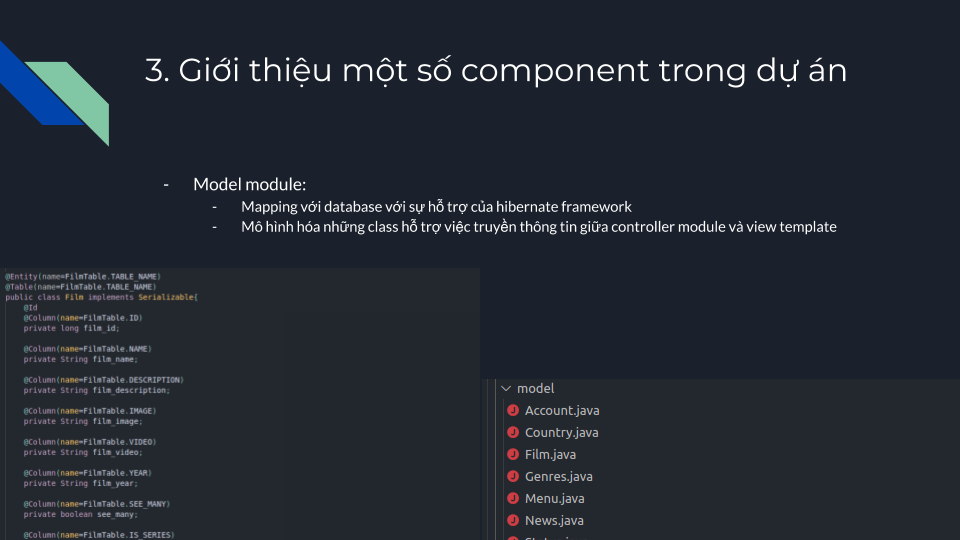 3. Giới thiệu một số component trong dự án
- Model module:
- Mapping với database với sự hỗ trợ của hibernate framework
- Mô hình hóa những class hỗ trợ việc truyền thông tin giữa controller module và view template
@Entity(name=FilmTable.TABLE_NAME)
@Table(name=FilmTable.TABLE_NAME)
public class Film implements Serializable{
@Id
@Column(name=FilmTable.ID)
private long film_id;
@Column(name=FilmTable.NAME)
private String film_name;
@Column(name=FilmTable.DESCRIPTION)
private String film_description;
@Column(name=FilmTable.IMAGE)
private String film_image;
@Column(name=FilmTable.VIDEO)
private String film_video;
@Column(name=FilmTable.YEAR)
private String film_year;
@Column(name=FilmTable.SEE_MANY)
private boolean see_many;
@Column(name=FilmTable.IS_SERIES)
model
Account.java
Country.java
Film.java
Genres.java
Menu.java
News.java